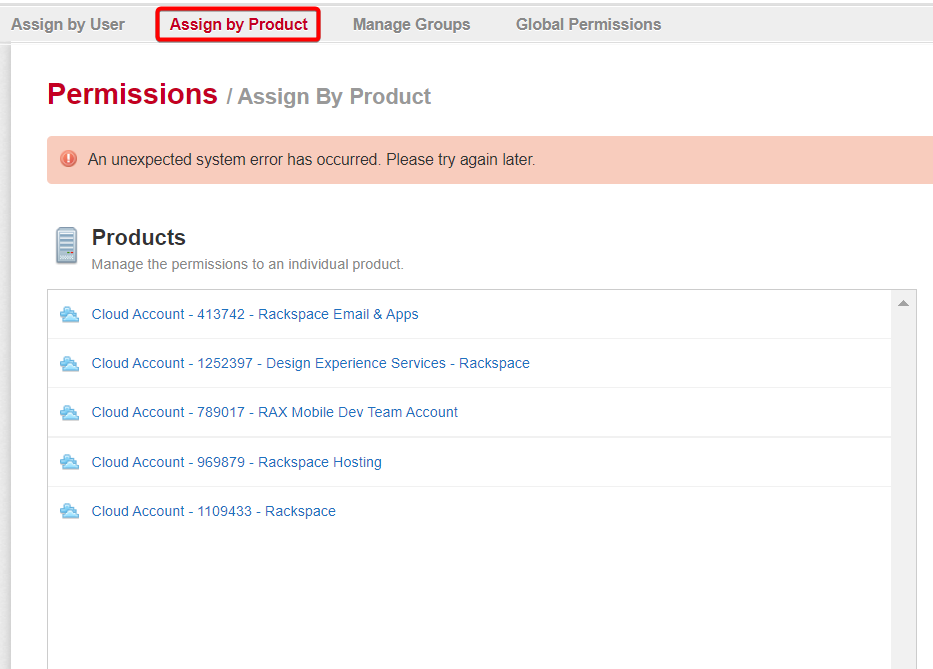 Assign by User Assign by Product Manage Groups Global Permissions
Permissions / Assign By Product
An unexpected system error has occurred. Please try again later.
Products
Manage the permissions to an individual product.
Cloud Account - 413742 - Rackspace Email & Apps
Cloud Account - 1252397 - Design Experience Services - Rackspace
Cloud Account - 789017 - RAX Mobile Dev Team Account
Cloud Account - 969879 - Rackspace Hosting
Cloud Account - 1109433 - Rackspace